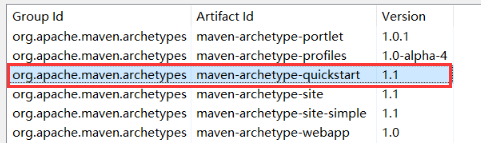 Group Id Artifact Id Version
org.apache.maven.archetypes maven-archetype-portlet 1.0.1
org.apache.maven.archetypes maven-archetype-profiles 1.0-alpha-4
org.apache.maven.archetypes maven-archetype-quickstart 1.1
org.apache.maven.archetypes maven-archetype-site 1.1
org.apache.maven.archetypes maven-archetype-site-simple 1.1
org.apache.maven.archetypes maven-archetype-webapp 1.0